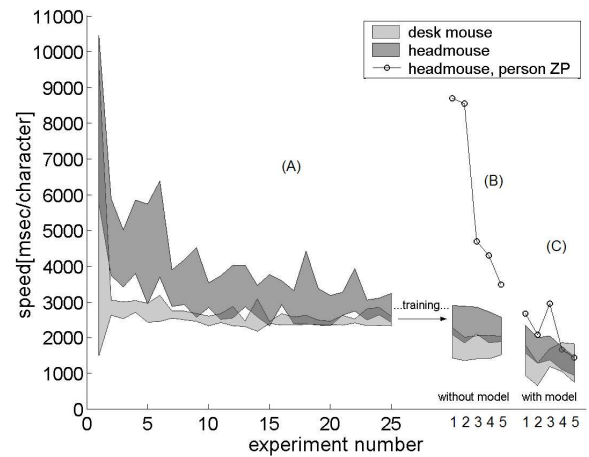 11000
10000
9000
8000
7000
6000
5000
4000
3000
2000
1000
0
speed[msec/character]
desk mouse
headmouse
headmouse, person ZP
(A)
(B)
(C)
...training...
without model
with model
0 5 10 15 20 25
1 2 3 4 5
1 2 3 4 5
experiment number